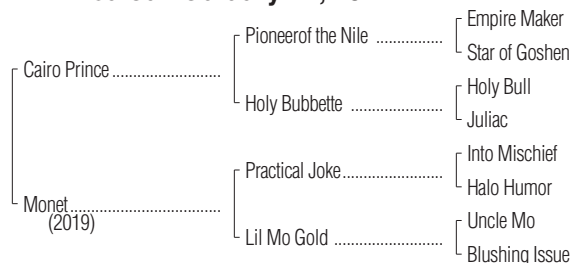 Empire Maker
Pioneerof the Nile
Star of Goshen
Cairo Prince
Holy Bull
Holy Bubbette
Juliac
Into Mischief
Practical Joke
Halo Humor
Monet
(2019)
Uncle Mo
Lil Mo Gold
Blushing Issue